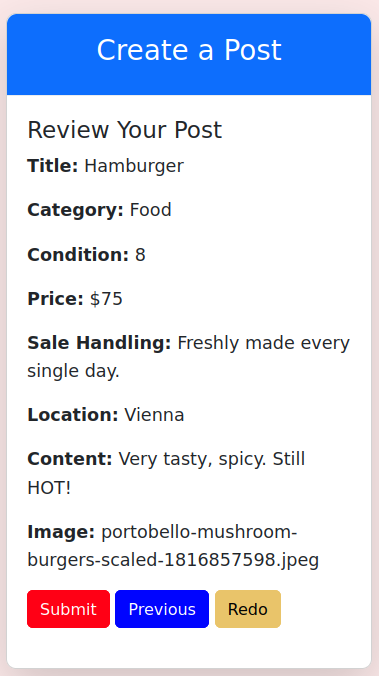 Create a Post
Review Your Post
Title: Hamburger
Category: Food
Condition: 8
Price: $75
Sale Handling: Freshly made every
single day.
Location: Vienna
Content: Very tasty, spicy. Still
HOT!
Image: portobello-mushroom-
burgers-scaled-1816857598.jpeg
Submit Previous Redo